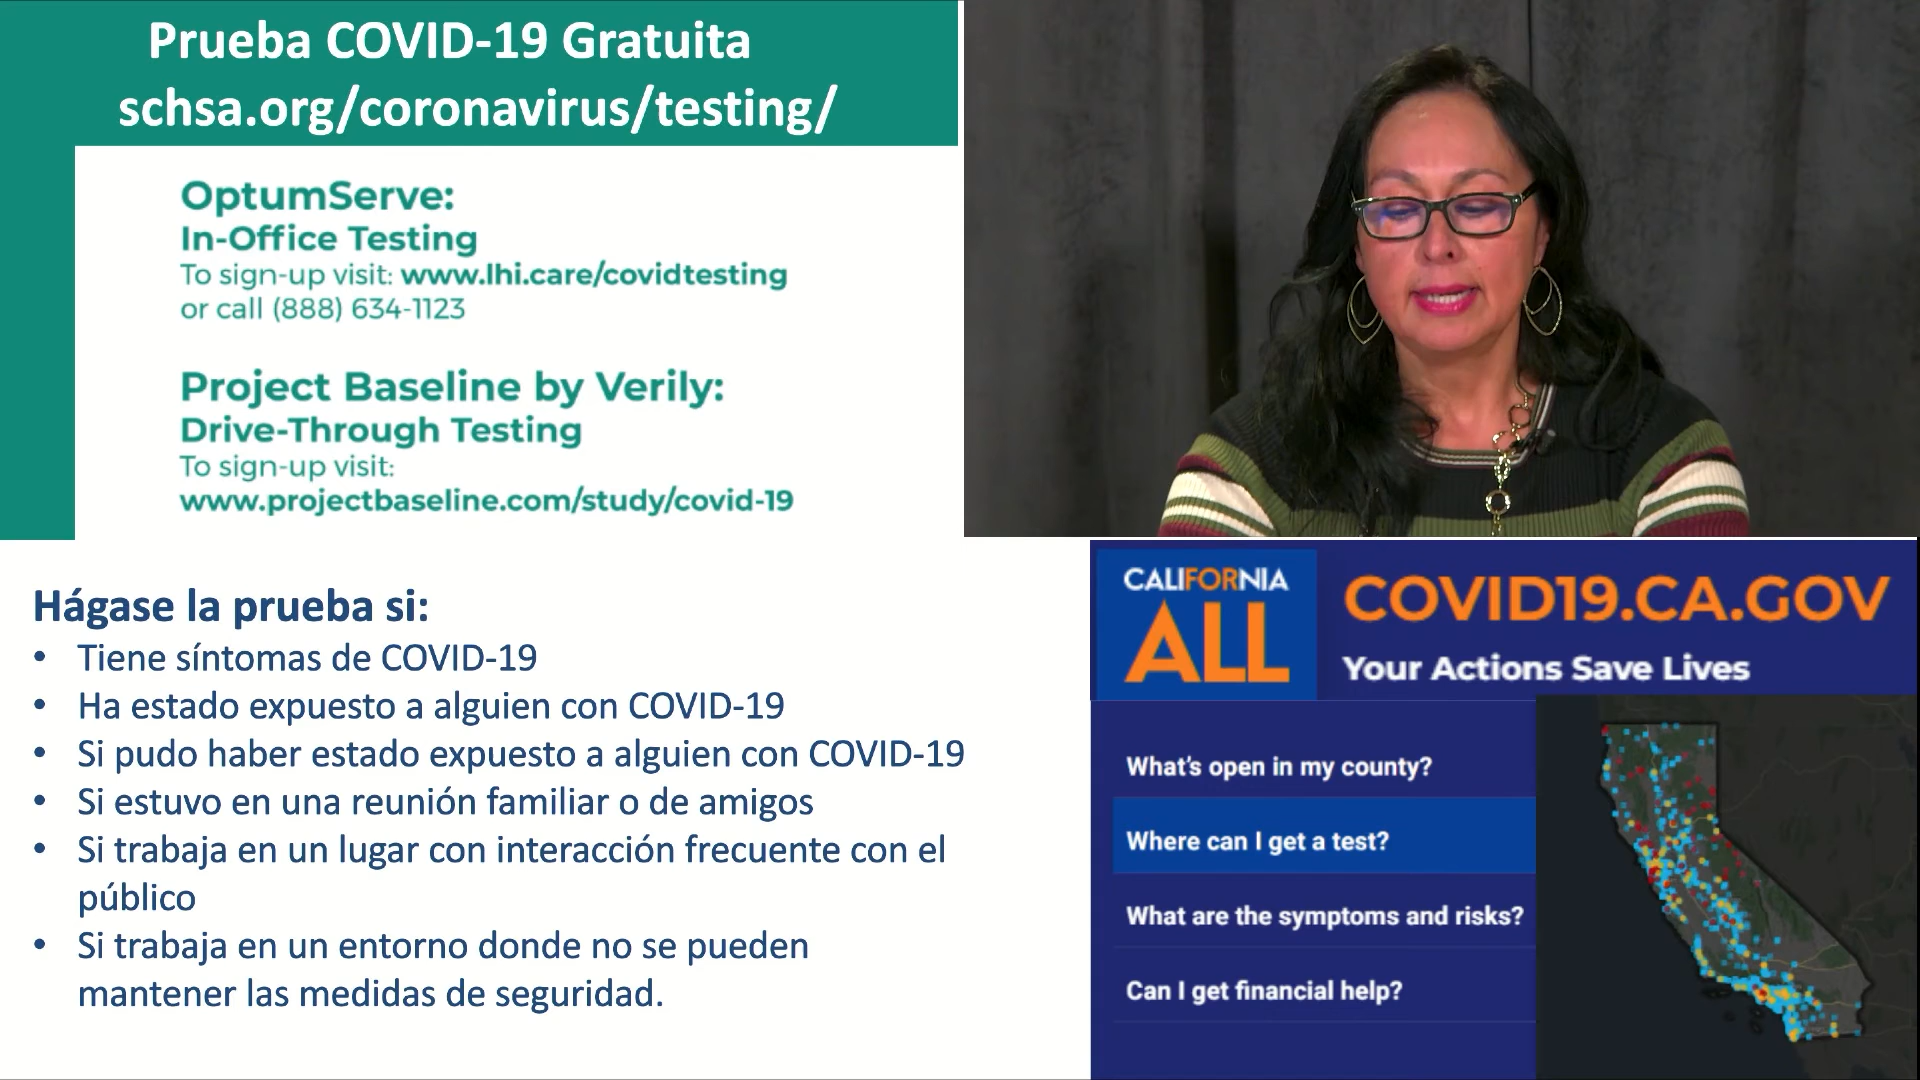 Prueba COVID-19 Gratuita
schsa.org/coronavirus/testing/
OptumServe:
In-Office Testing
To sign-up visit: www.lhi.care/covidtesting
or call (888) 634-1123
Project Baseline by Verily:
Drive-Through Testing
To sign-up visit:
www.projectbaseline.com/study/covid-19
Hágase la prueba si:
• Tiene síntomas de COVID-19
• Ha estado expuesto a alguien con COVID-19
• Si pudo haber estado expuesto a alguien con COVID-19
• Si estuvo en una reunión familiar o de amigos
• Si trabaja en un lugar con interacción frecuente con el
público
• Si trabaja en un entorno donde no se pueden
mantener las medidas de seguridad.
CALIFORNIA
ALL
COVID19.CA.GOV
Your Actions Save Lives
What's open in my county?
Where can I get a test?
What are the symptoms and risks?
Can I get financial help?